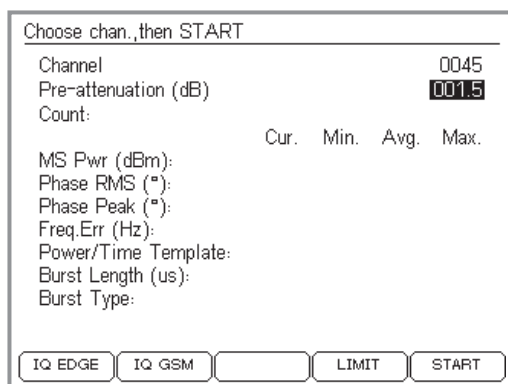 Choose chan.,then START
Channel 0045
Pre-attenuation (dB) 001.5
Count:
Cur. Min. Avg. Max.
MS Pwr (dBm):
Phase RMS (°):
Phase Peak (°):
Freq.Err (Hz):
Power/Time Template:
Burst Length (us):
Burst Type:
IQ EDGE IQ GSM LIMIT START